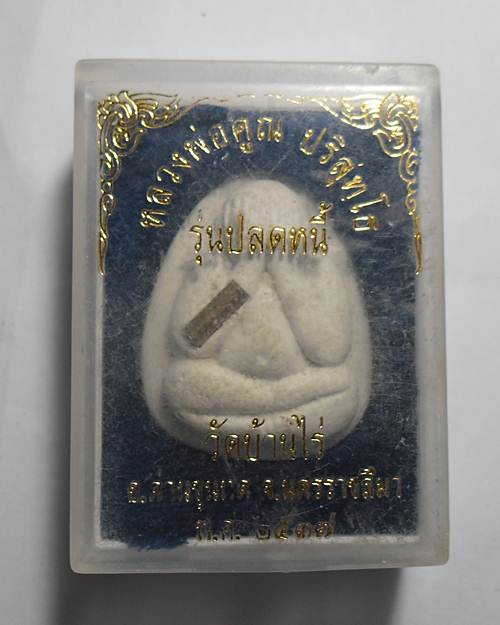 หลวงพ่อคูณ ปริสุทฺโธ
รุ่นปลดหนี้
วัดบ้านไร่
อ.ด่านขุนทด จ.นครราชสีมา
พ.ศ. ๒๕๓๗